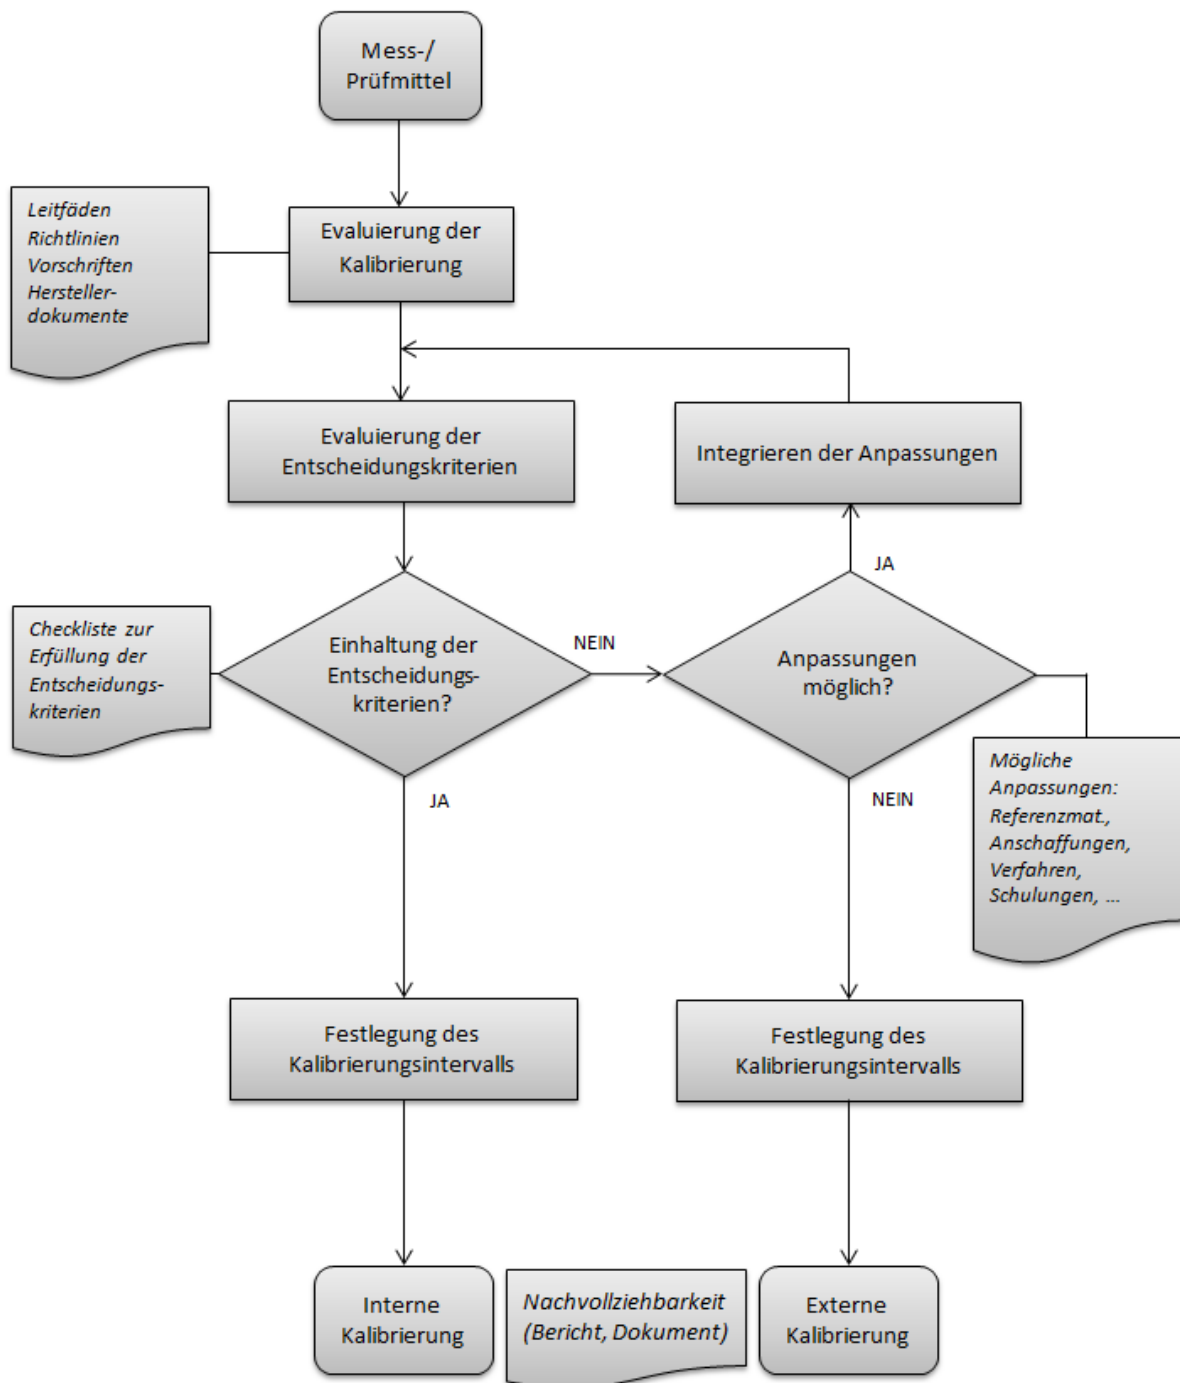 Mess-/
Prüfmittel
Leitfäden
Richtlinien
Vorschriften
Hersteller-
dokumente
Evaluierung der
Kalibrierung
Evaluierung der
Entscheidungskriterien
Integrieren der Anpassungen
JA
Checkliste zur
Erfüllung der
Entscheidungs-
kriterien
Einhaltung der
Entscheidungs-
kriterien?
NEIN
Anpassungen
möglich?
Mögliche
Anpassungen:
Referenzmat.,
Anschaffungen,
Verfahren,
Schulungen, ...
JA
NEIN
Festlegung des
Kalibrierungsintervalls
Festlegung des
Kalibrierungsintervalls
Interne
Kalibrierung
Nachvollziehbarkeit
(Bericht, Dokument)
Externe
Kalibrierung